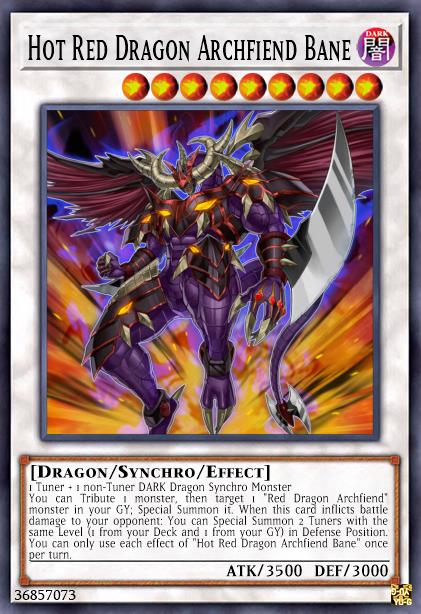 HOT RED DRAGON ARCHFIEND BANE
DARK
闇
[DRAGON/SYNCHRO/EFFECT]
1 Tuner + 1 non-Tuner DARK Dragon Synchro Monster
You can Tribute 1 monster, then target 1 "Red Dragon Archfiend"
monster in your GY; Special Summon it. When this card inflicts battle
damage to your opponent: You can Special Summon 2 Tuners with the
same Level (1 from your Deck and 1 from your GY) in Defense Position.
You can only use each effect of "Hot Red Dragon Archfiend Bane" once
per turn.
ATK/3500 DEF/3000
36857073